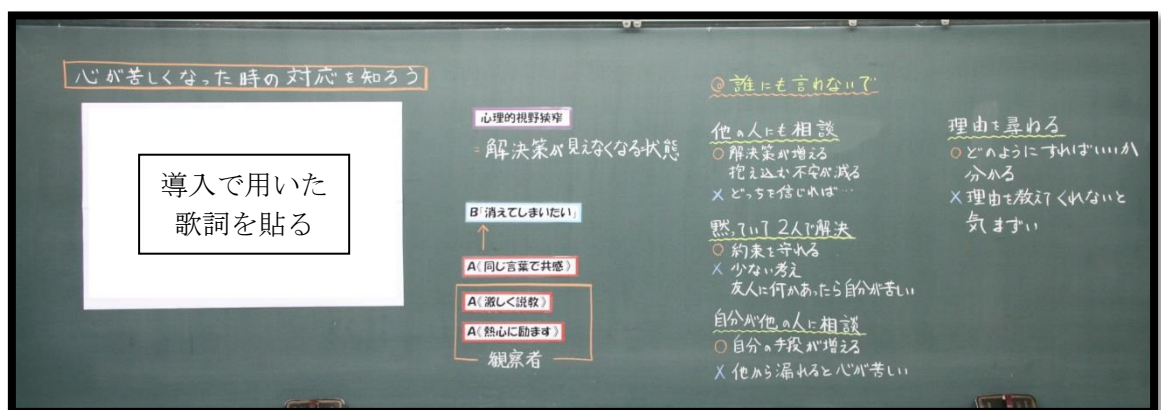 心が苦しくなった時の対応を知ろう
導入で用いた
歌詞を貼る
心理的視野狭窄
=解決策が見えなくなる状態
B「消えてしまいたい」
↑
A〈同じ言葉で共感〉
A〈激しく説教〉
A〈熱心に励ます〉
観察者
◎誰にも言わないで
他の人にも相談
○解決策が増える
抱え込む不安が減る
×どっちを信じれば…
黙っていて2人で解決
○約束を守れる
×少ない考え
友人に何かあったら自分が苦しい
自分が他の人に相談
○自分の手段が増える
×他から漏れると心が苦しい
理由を尋ねる
○どのようにすればいいか
分かる
×理由を教えてくれないと
気まずい